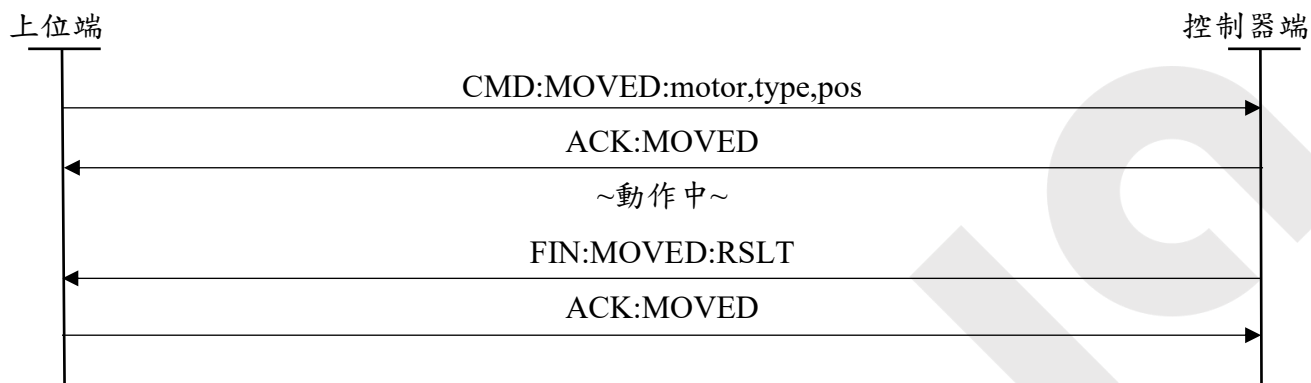 上位端
控制器端
CMD:MOVED:motor,type,pos
ACK:MOVED
~動作中~
FIN:MOVED:RSLT
ACK:MOVED